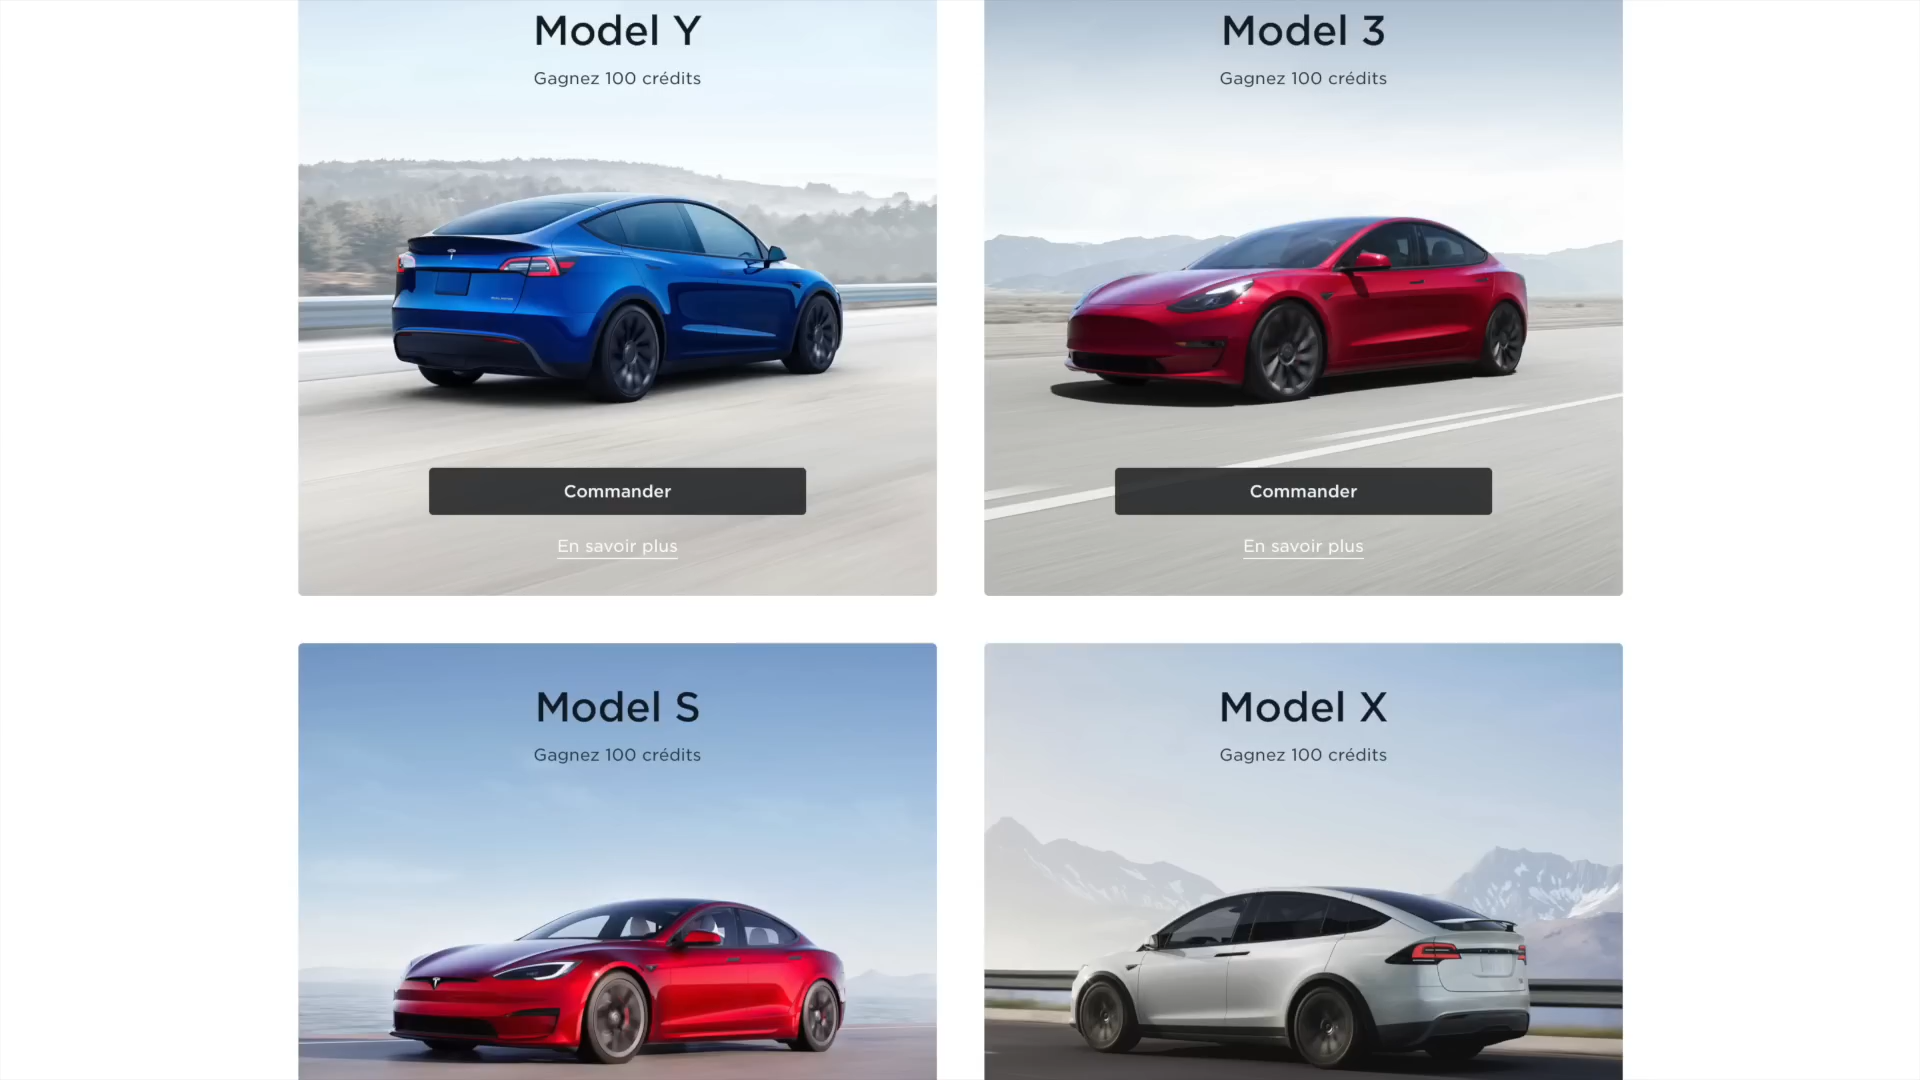 Model Y
Gagnez 100 crédits
Commander
En savoir plus
Model 3
Gagnez 100 crédits
Commander
En savoir plus
Model S
Gagnez 100 crédits
Model X
Gagnez 100 crédits